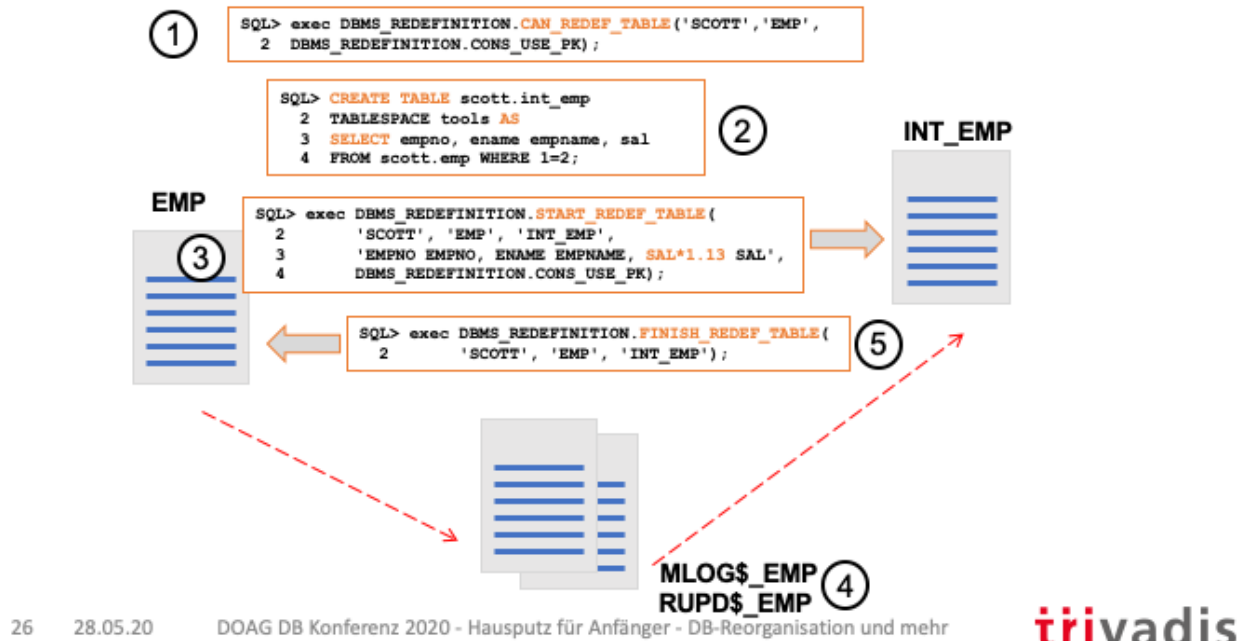 1
SQL> exec DBMS_REDEFINITION.CAN_REDEF_TABLE('SCOTT','EMP',
2 DBMS_REDEFINITION.CONS_USE_PK);
SQL> CREATE TABLE scott.int_emp
2 TABLESPACE tools AS
3 SELECT empno, ename empname, sal
4 FROM scott.emp WHERE 1=2;
2
INT_EMP
EMP
3
SQL> exec DBMS_REDEFINITION.START_REDEF_TABLE(
2 'SCOTT', 'EMP', 'INT_EMP',
3 'EMPNO EMPNO, ENAME EMPNAME, SAL*1.13 SAL',
4 DBMS_REDEFINITION.CONS_USE_PK);
SQL> exec DBMS_REDEFINITION.FINISH_REDEF_TABLE(
2 'SCOTT', 'EMP', 'INT_EMP');
5
MLOG$_EMP
RUPD$_EMP
4
26 28.05.20 DOAG DB Konferenz 2020 - Hausputz für Anfänger - DB-Reorganisation und mehr
trivadis